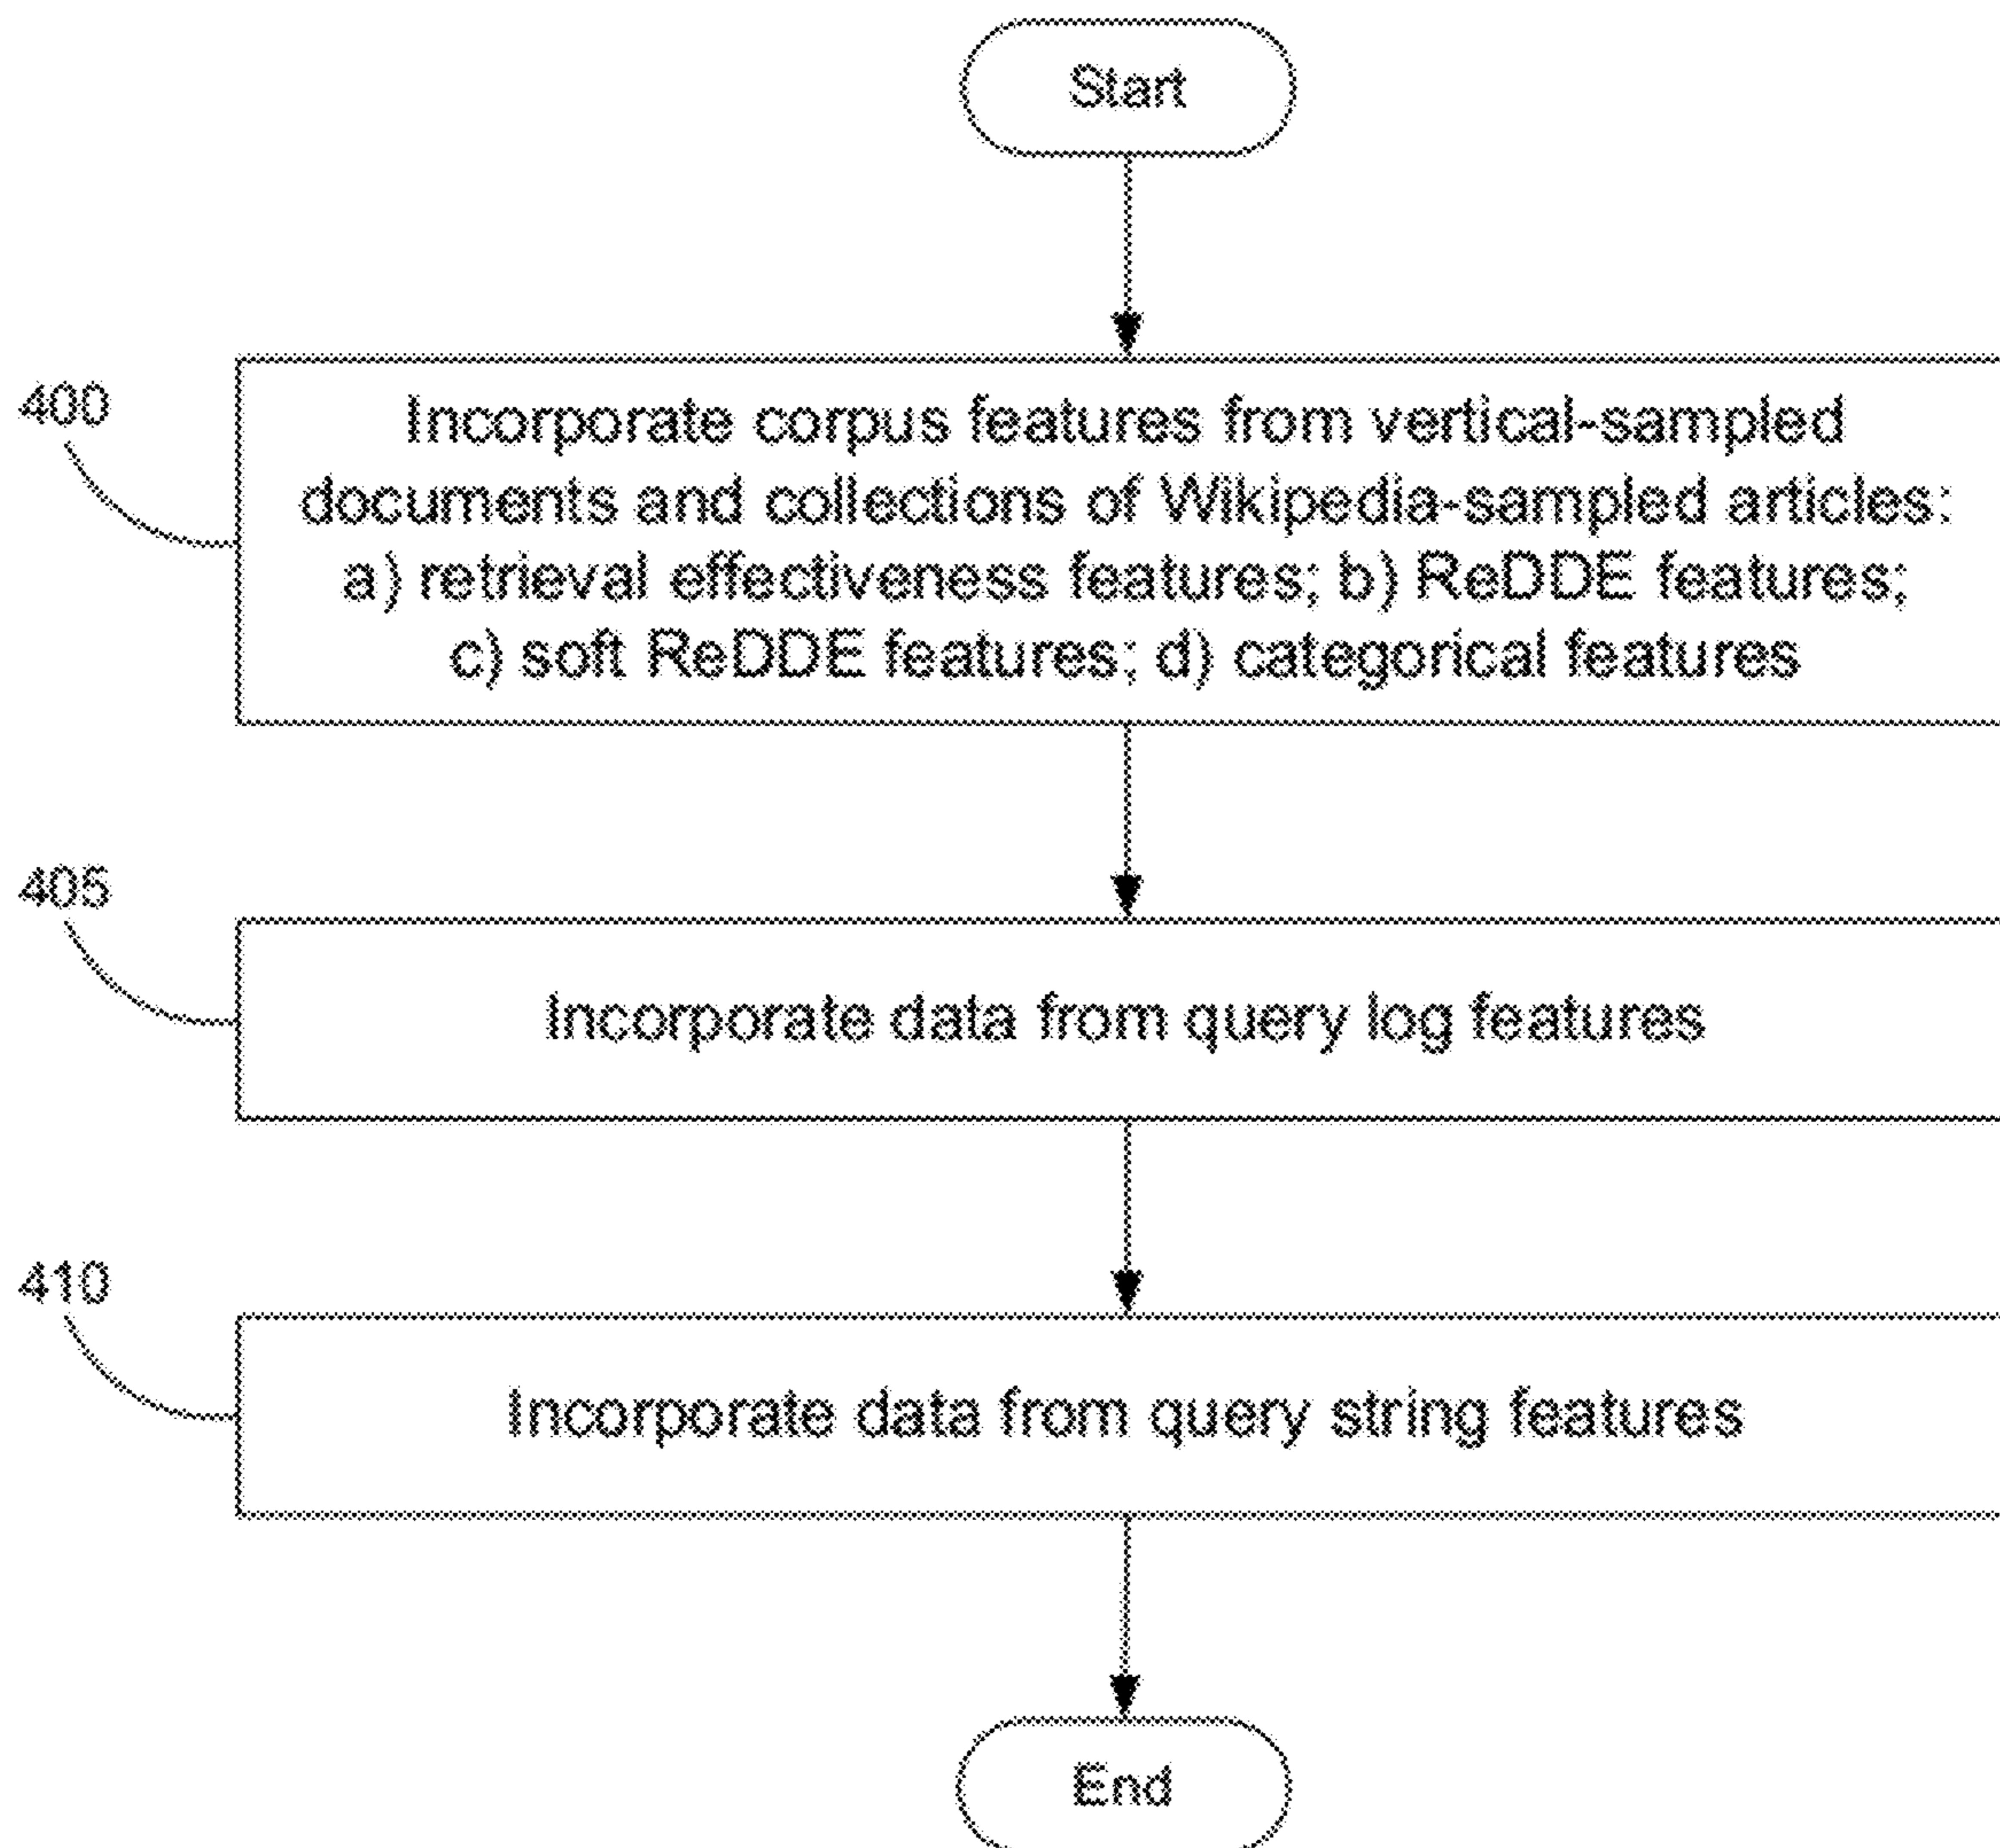 Start
400
Incorporate corpus features from vertical-sampled
documents and collections of Wikipedia-sampled articles:
a) retrieval effectiveness features; b) ReDDE features;
c) soft ReDDE features; d) categorical features
405
Incorporate data from query log features
410
Incorporate data from query string features
End